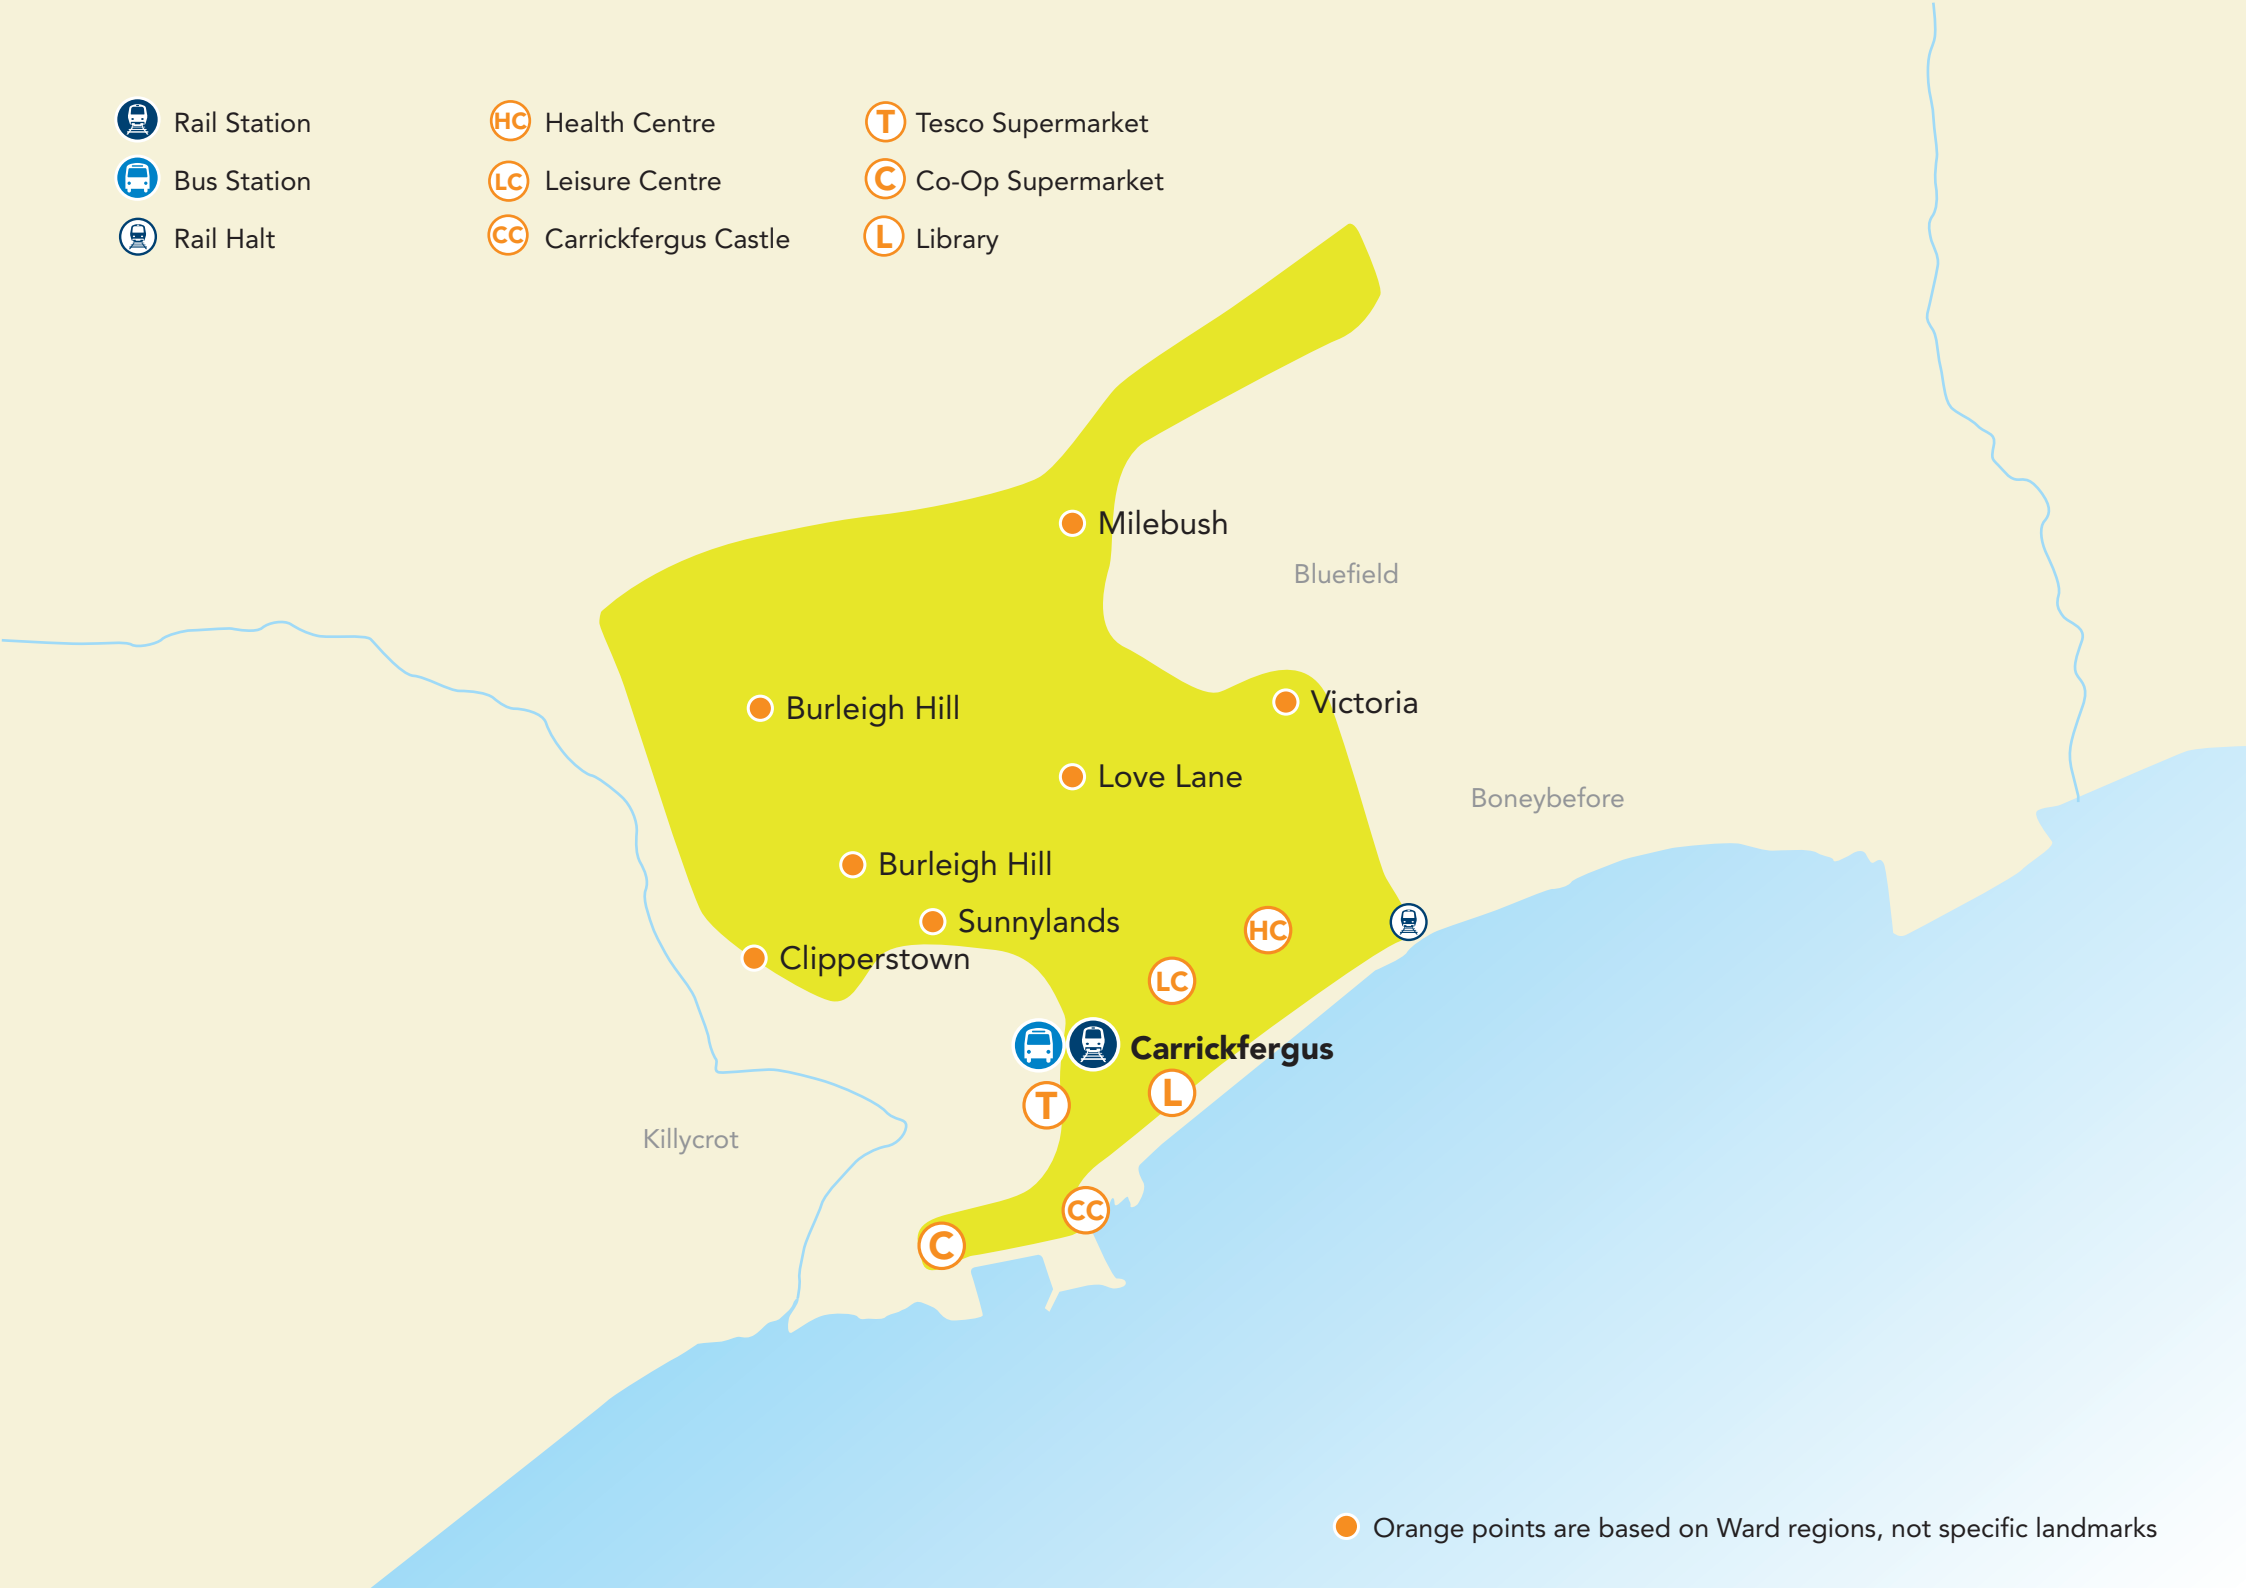 Rail Station
HC Health Centre
T Tesco Supermarket
Bus Station
LC Leisure Centre
C Co-Op Supermarket
Rail Halt
CC Carrickfergus Castle
L Library
Milebush
Bluefield
Burleigh Hill
Victoria
Love Lane
Boneybefore
Burleigh Hill
Sunnylands
HC
Clipperstown
LC
Carrickfergus
T
L
Killycrot
CC
C
Orange points are based on Ward regions, not specific landmarks